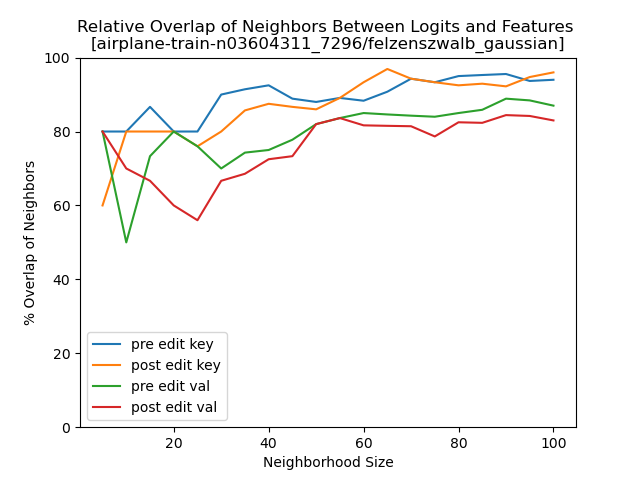 Relative Overlap of Neighbors Between Logits and Features
[airplane-train-n03604311_7296/felzenszwalb_gaussian]
% Overlap of Neighbors
100
80
60
40
20
0
pre edit key
post edit key
pre edit val
post edit val
20 40 60 80 100
Neighborhood Size